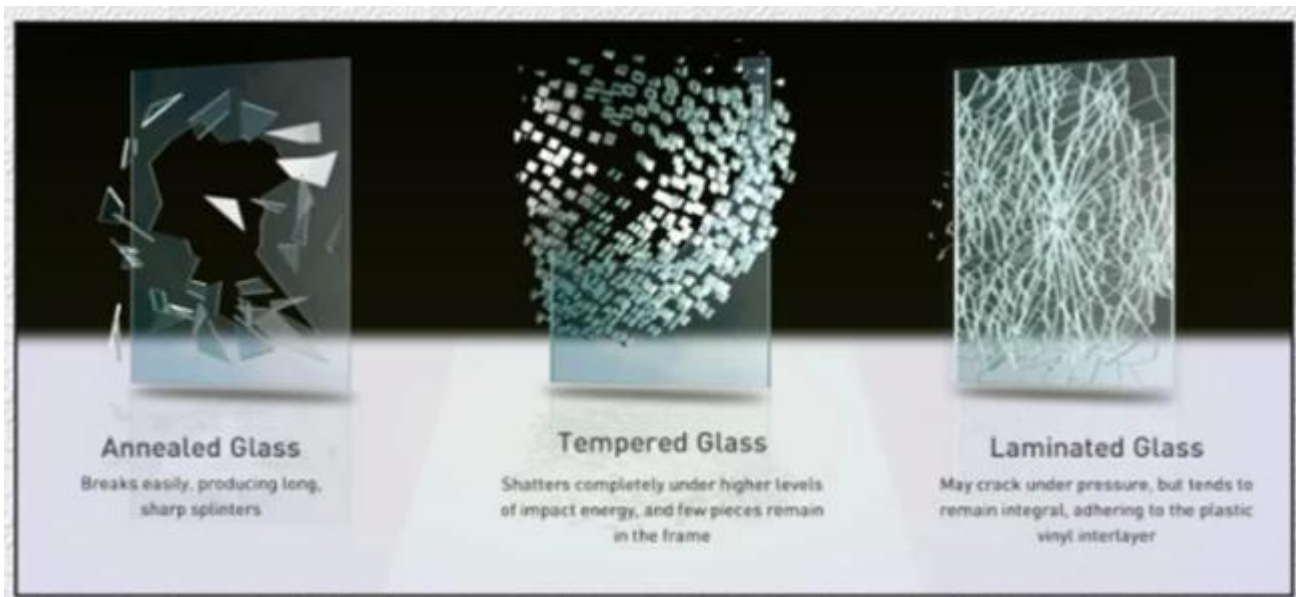 Annealed Glass
Breaks easily, producing long,
sharp splinters
Tempered Glass
Shatters completely under higher levels
of impact energy, and few pieces remain
in the frame
Laminated Glass
May crack under pressure, but tends to
remain integral, adhering to the plastic
vinyl interlayer